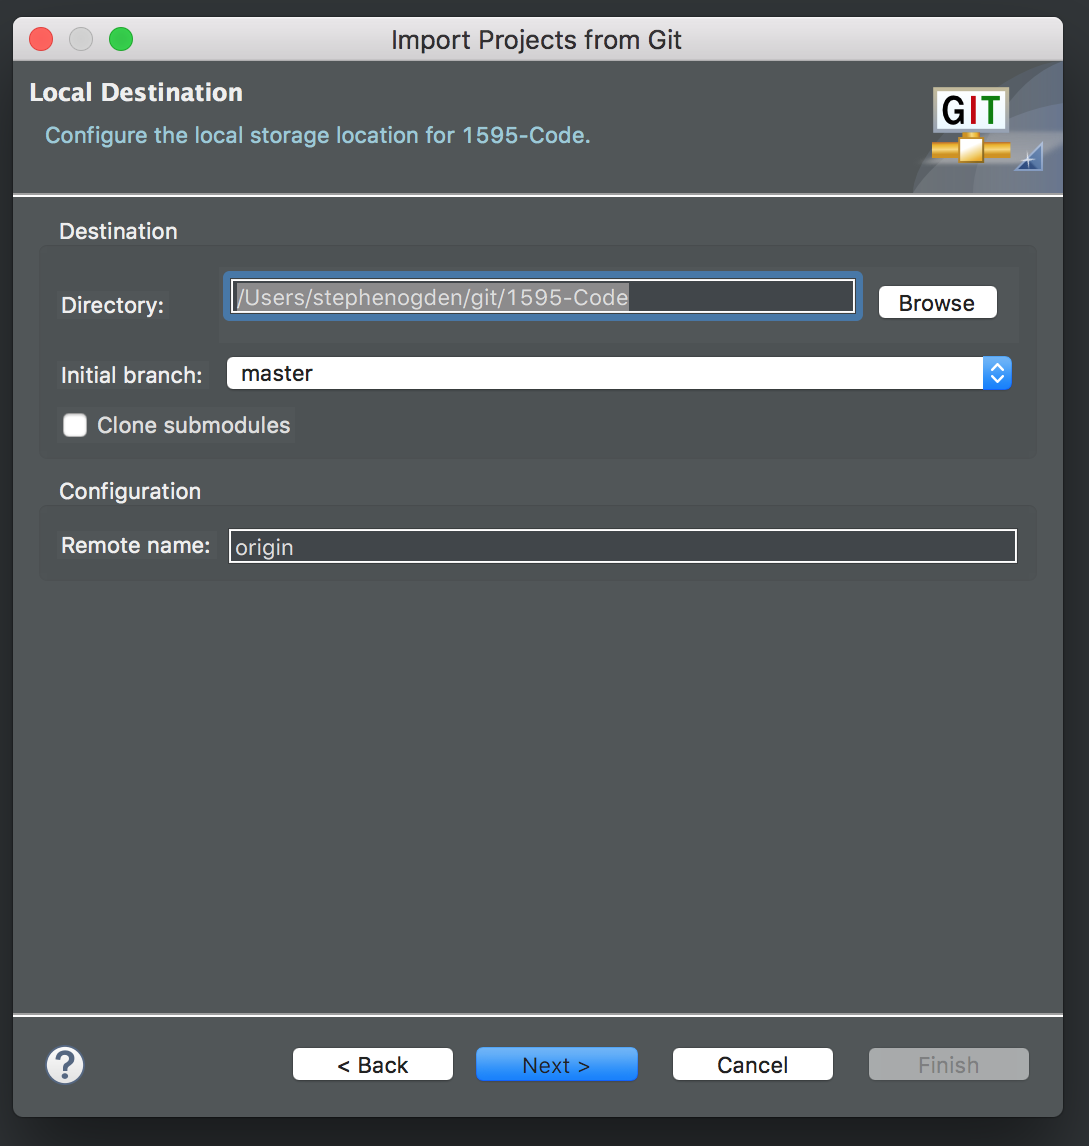 Import Projects from Git
Local Destination
Configure the local storage location for 1595-Code.
GIT
Destination
Directory: /Users/stephenogden/git/1595-Code Browse
Initial branch: master
Clone submodules
Configuration
Remote name: origin
? < Back Next > Cancel Finish